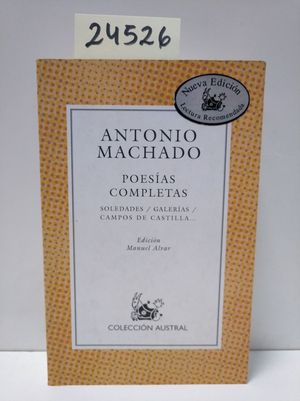 24526
Nueva Edición
Lectura Recomendada
ANTONIO
MACHADO
POESÍAS
COMPLETAS
SOLEDADES / GALERÍAS /
CAMPOS DE CASTILLA...
Edición
Manuel Alvar
COLECCIÓN AUSTRAL